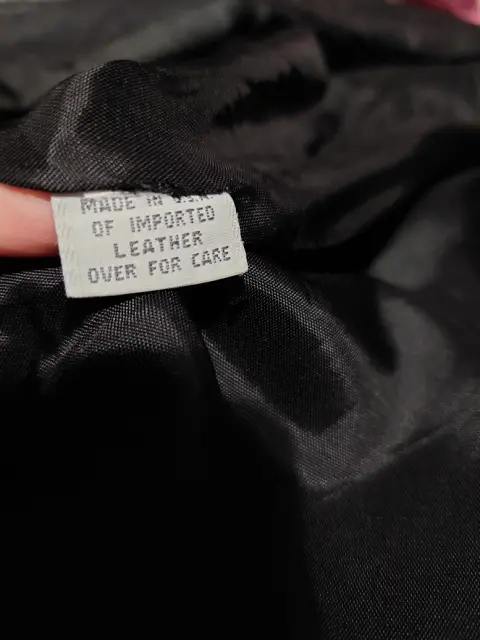 MADE IN U.S.A
OF IMPORTED
LEATHER
OVER FOR CARE